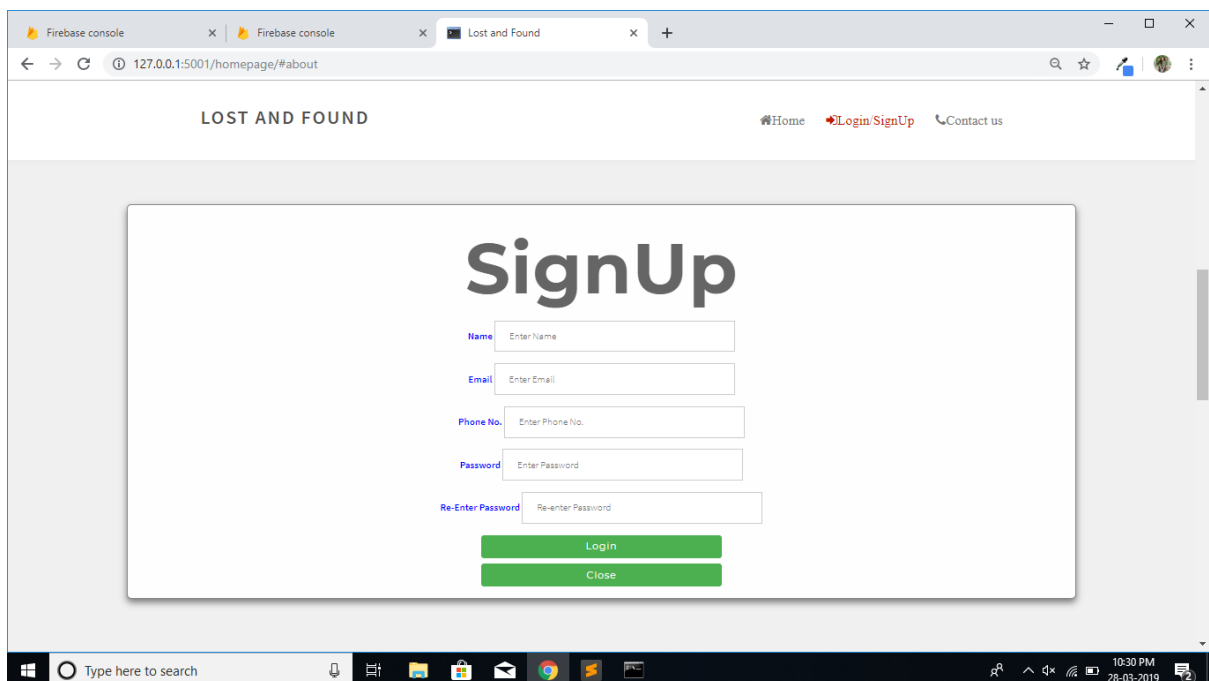 Firebase console
Firebase console
Lost and Found
127.0.0.1:5001/homepage/#about
LOST AND FOUND
Home Login/SignUp Contact us
SignUp
Name Enter Name
Email Enter Email
Phone No. Enter Phone No.
Password Enter Password
Re-Enter Password Re-enter Password
Login
Close
Type here to search
10:30 PM
28-03-2019
2